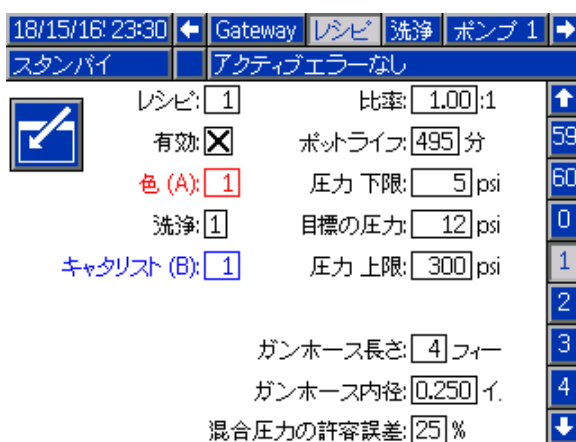 18/15/16 23:30 Gateway レシピ 洗浄 ポンプ 1
スタンバイ アクティブエラーなし
レシピ: 1 比率: 1.00 :1
有効: ポットライフ: 495 分
色 (A): 1 圧力 下限: 5 psi
洗浄: 1 目標の圧力: 12 psi
キャタリスト (B): 1 圧力 上限: 300 psi
ガンホース長さ: 4 フィー
ガンホース内径: 0.250 イ.
混合圧力の許容誤差: 25 %
59
60
0
1
2
3
4